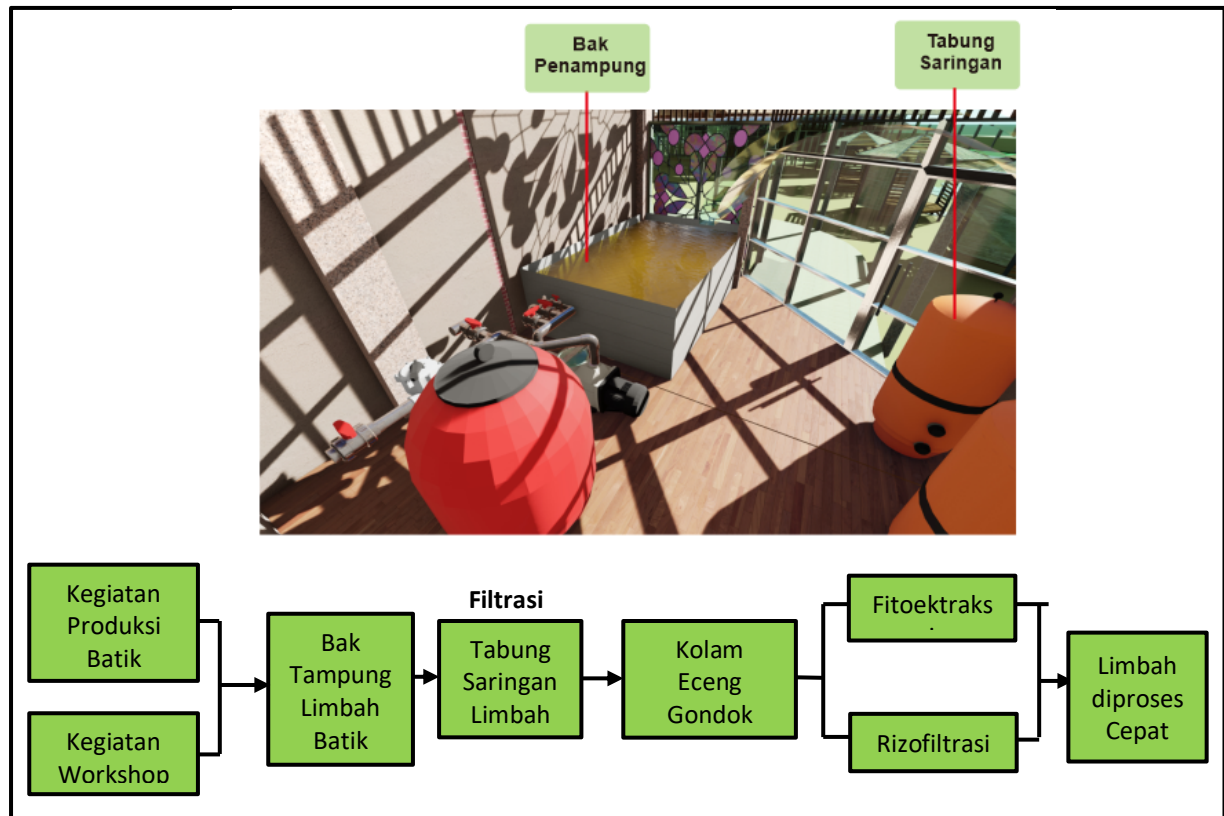 Bak
Penampung
Tabung
Saringan
Kegiatan
Produksi
Batik
Kegiatan
Workshop
Bak
Tampung
Limbah
Batik
Filtrasi
Tabung
Saringan
Limbah
Kolam
Eceng
Gondok
Fitoektraks
Rizofiltrasi
Limbah
diproses
Cepat